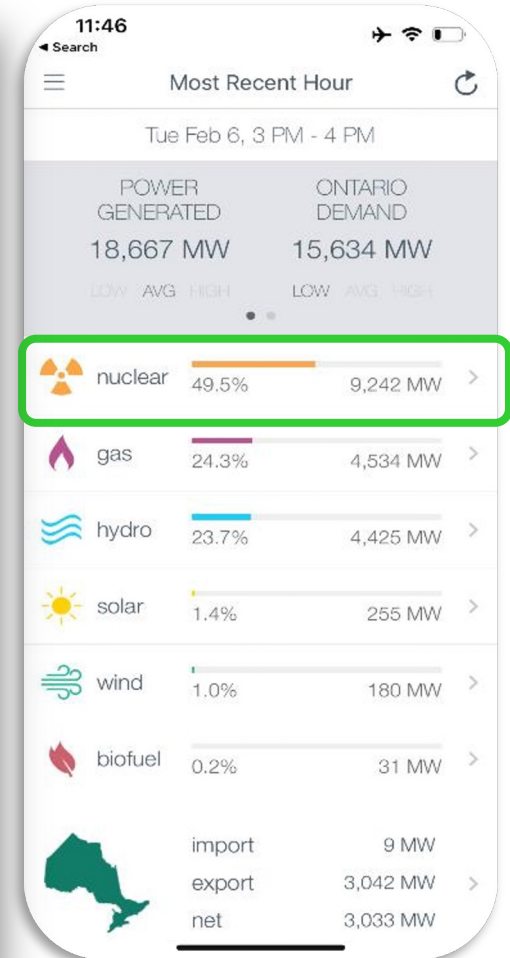 11:46
◀ Search
Most Recent Hour
Tue Feb 6, 3 PM - 4 PM
POWER GENERATED
18,667 MW
LOW AVG HIGH
ONTARIO DEMAND
15,634 MW
LOW AVG HIGH
nuclear 49.5% 9,242 MW
gas 24.3% 4,534 MW
hydro 23.7% 4,425 MW
solar 1.4% 255 MW
wind 1.0% 180 MW
biofuel 0.2% 31 MW
import 9 MW
export 3,042 MW
net 3,033 MW